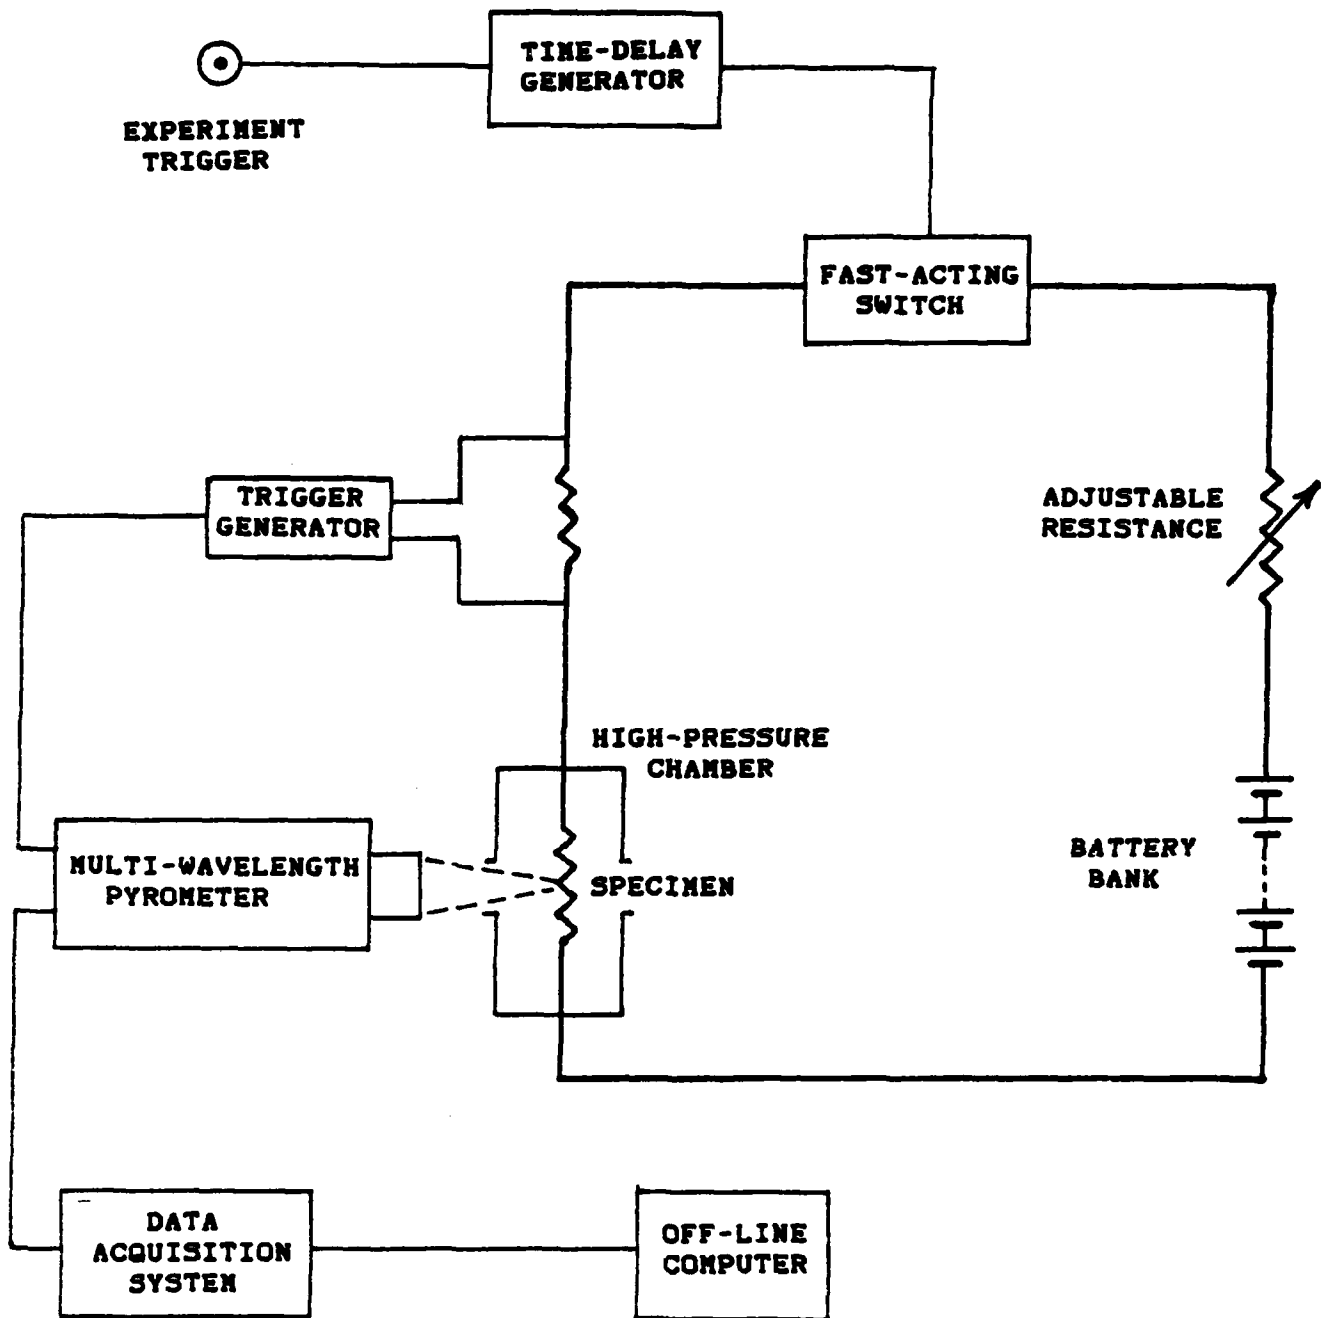 TIME-DELAY
GENERATOR
EXPERIMENT
TRIGGER
FAST-ACTING
SWITCH
TRIGGER
GENERATOR
ADJUSTABLE
RESISTANCE
HIGH-PRESSURE
CHAMBER
MULTI-WAVELENGTH
PYROMETER
SPECIMEN
BATTERY
BANK
DATA
ACQUISITION
SYSTEM
OFF-LINE
COMPUTER